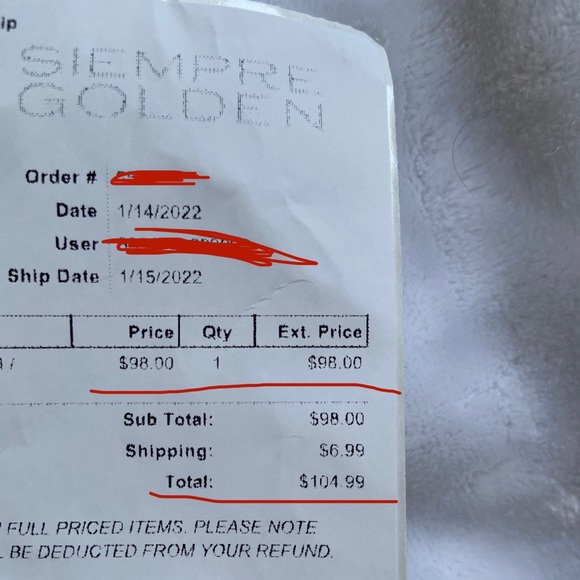 ip
SIEMPRE
GOLDEN
Order #
Date 1/14/2022
User
Ship Date 1/15/2022
Price Qty Ext. Price
/ $98.00 1 $98.00
Sub Total: $98.00
Shipping: $6.99
Total: $104.99
FULL PRICED ITEMS. PLEASE NOTE
BE DEDUCTED FROM YOUR REFUND.